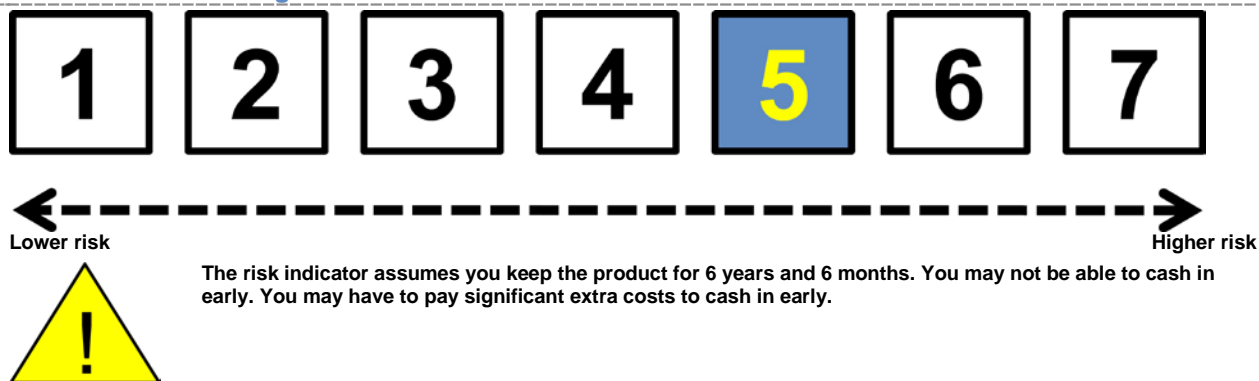 1 2 3 4 5 6 7
Lower risk Higher risk
The risk indicator assumes you keep the product for 6 years and 6 months. You may not be able to cash in
early. You may have to pay significant extra costs to cash in early.
!